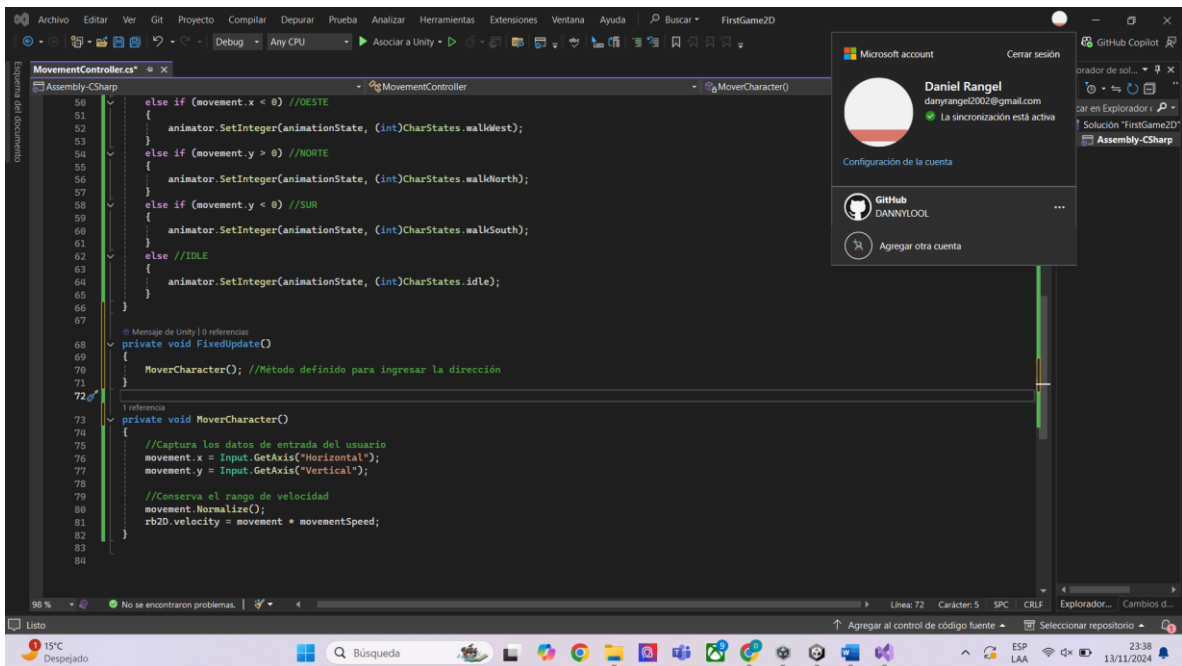 Archivo Editar Ver Git Proyecto Compilar Depurar Prueba Analizar Herramientas Extensiones Ventana Ayuda Buscar FirstGame2D
Debug Any CPU Asociar a Unity GitHub Copilot
MovementController.cs*
Assembly-CSharp MovementController MoverCharacter()
Esquema del documento
50 else if (movement.x < 0) //OESTE
51 {
52 animator.SetInteger(animationState, (int)CharStates.walkWest);
53 }
54 else if (movement.y > 0) //NORTE
55 {
56 animator.SetInteger(animationState, (int)CharStates.walkNorth);
57 }
58 else if (movement.y < 0) //SUR
59 {
60 animator.SetInteger(animationState, (int)CharStates.walkSouth);
61 }
62 else //IDLE
63 {
64 animator.SetInteger(animationState, (int)CharStates.idle);
65 }
66 }
67
Mensaje de Unity | 0 referencias
68 private void FixedUpdate()
69 {
70 MoverCharacter(); //Método definido para ingresar la dirección
71 }
72
1 referencia
73 private void MoverCharacter()
74 {
75 //Captura los datos de entrada del usuario
76 movement.x = Input.GetAxis("Horizontal");
77 movement.y = Input.GetAxis("Vertical");
78
79 //Conserva el rango de velocidad
80 movement.Normalize();
81 rb2D.velocity = movement * movementSpeed;
82 }
83
84
Microsoft account Cerrar sesión
Daniel Rangel
danyrangel2002@gmail.com
La sincronización está activa
Configuración de la cuenta
GitHub
DANNYLOOL
Agregar otra cuenta
orador de sol...
car en Explorador
Solución "FirstGame2D"
Assembly-CSharp
98 % No se encontraron problemas. Línea: 72 Carácter: 5 SPC CRLF Explorador... Cambios d...
Listo Agregar al control de código fuente Seleccionar repositorio
1 15°C
Despejado
Búsqueda
ESP
LAA
23:38
13/11/2024